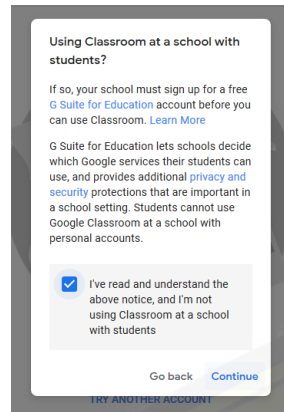 Using Classroom at a school with
students?
If so, your school must sign up for a free
G Suite for Education account before you
can use Classroom. Learn More
G Suite for Education lets schools decide
which Google services their students can
use, and provides additional privacy and
security protections that are important in
a school setting. Students cannot use
Google Classroom at a school with
personal accounts.
I've read and understand the
above notice, and I'm not
using Classroom at a school
with students
Go back Continue
TRY ANOTHER ACCOUNT